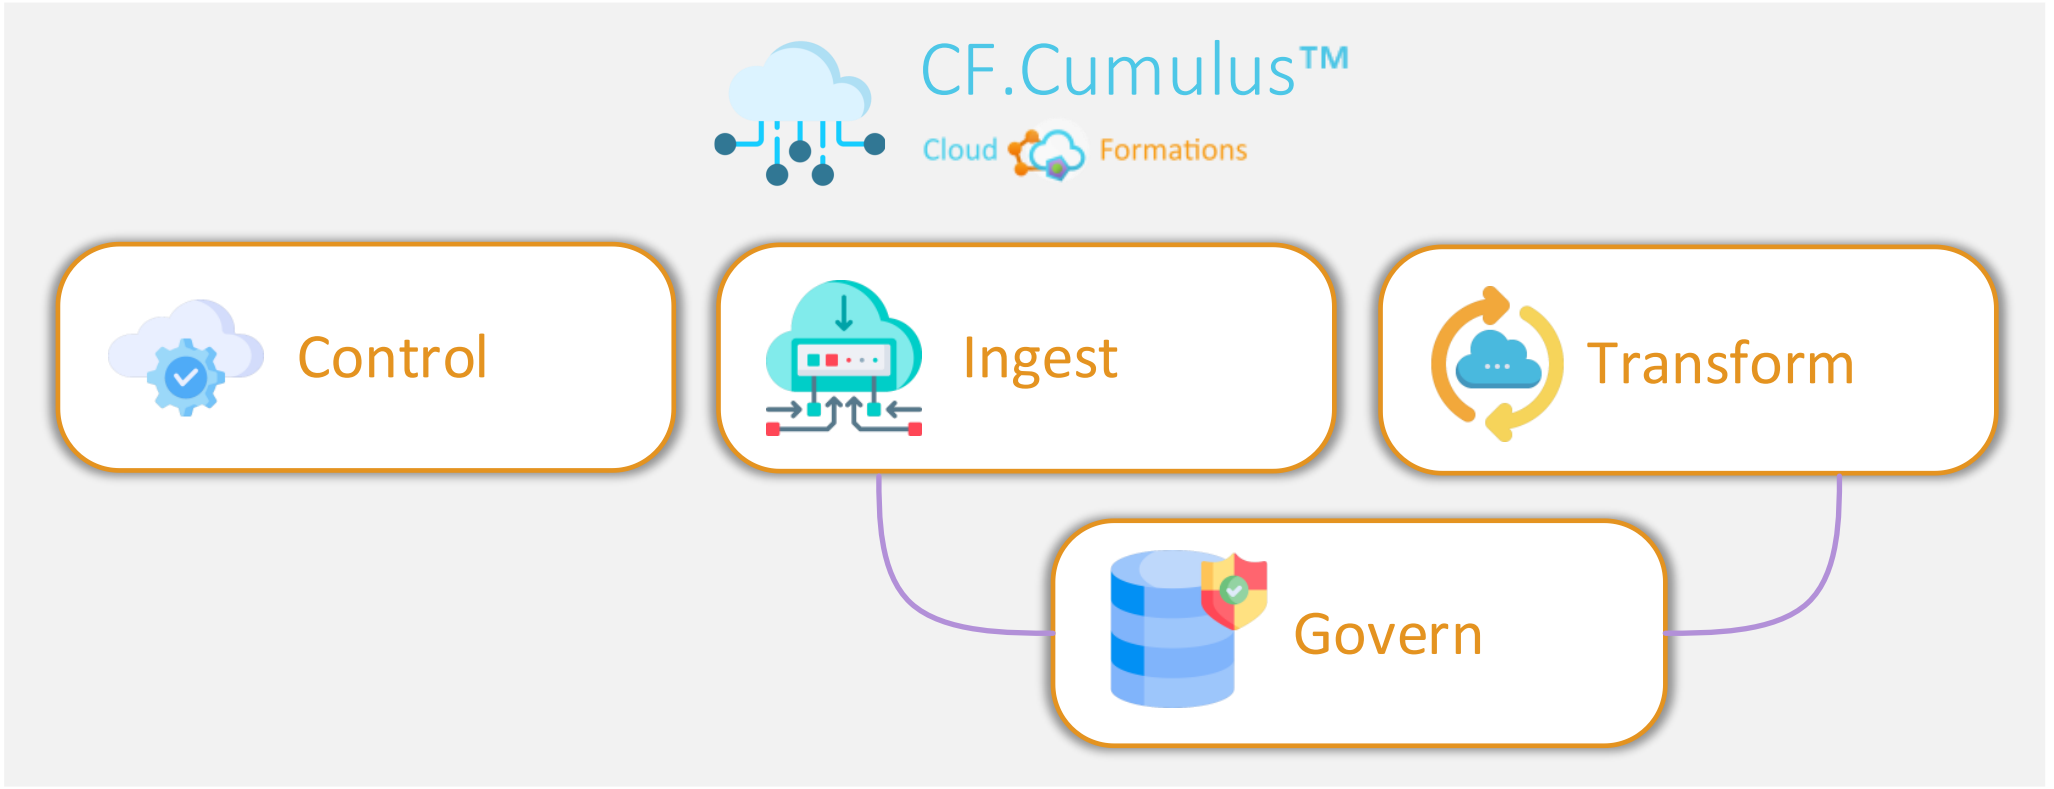 CF.Cumulus™
Cloud Formations
Control
Ingest
Transform
Govern